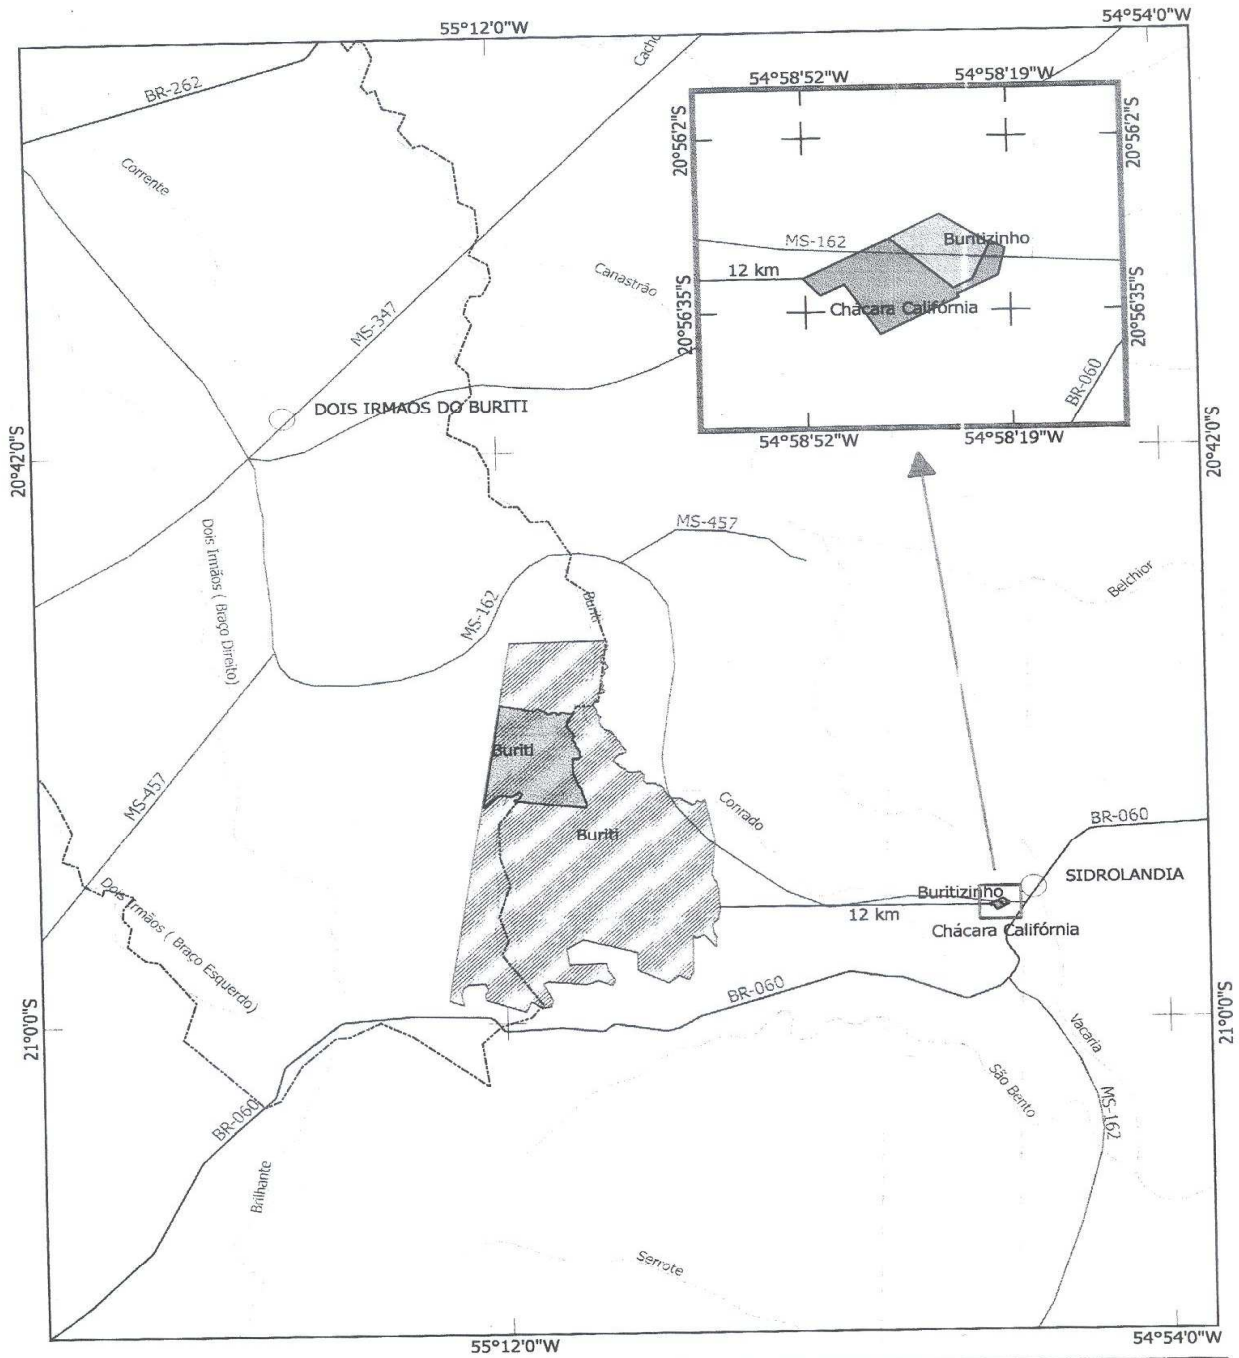 55°12'0"W
54°54'0"W
BR-262
Corrente
54°58'52"W
54°58'19"W
20°56'2"S
20°56'2"S
MS-162
Buritizinho
12 km
Chácara Califórnia
20°56'35"S
20°56'35"S
BR-060
54°58'52"W
54°58'19"W
Canastrão
MS-347
DOIS IRMAOS DO BURITI
20°42'0"S
20°42'0"S
MS-457
Belchior
Dois Irmãos ( Braço Direito)
MS-162
Buriti
Buriti
MS-457
Conrado
Buriti
BR-060
SIDROLANDIA
Buritizinho
12 km
Chácara Califórnia
Dois Irmãos ( Braço Esquerdo)
BR-060
21°0'0"S
21°0'0"S
Vacaria
São Bento
MS-162
BR-060
Brilhante
Serrote
55°12'0"W
54°54'0"W